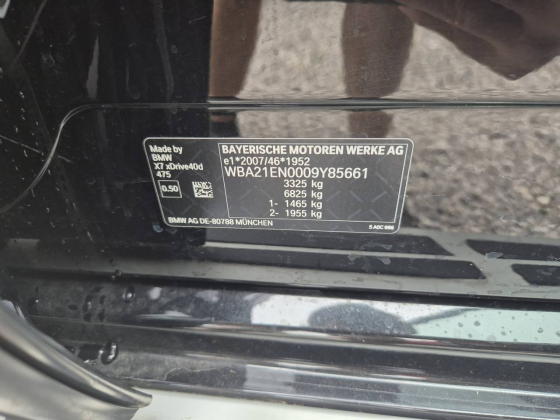 Made by
BMW
X7 xDrive40d
475
0.50
BAYERISCHE MOTOREN WERKE AG
e1*2007/46*1952
WBA21EN0009Y85661
3325 kg
6825 kg
1- 1465 kg
2- 1955 kg
BMW AG DE-80788 MÜNCHEN